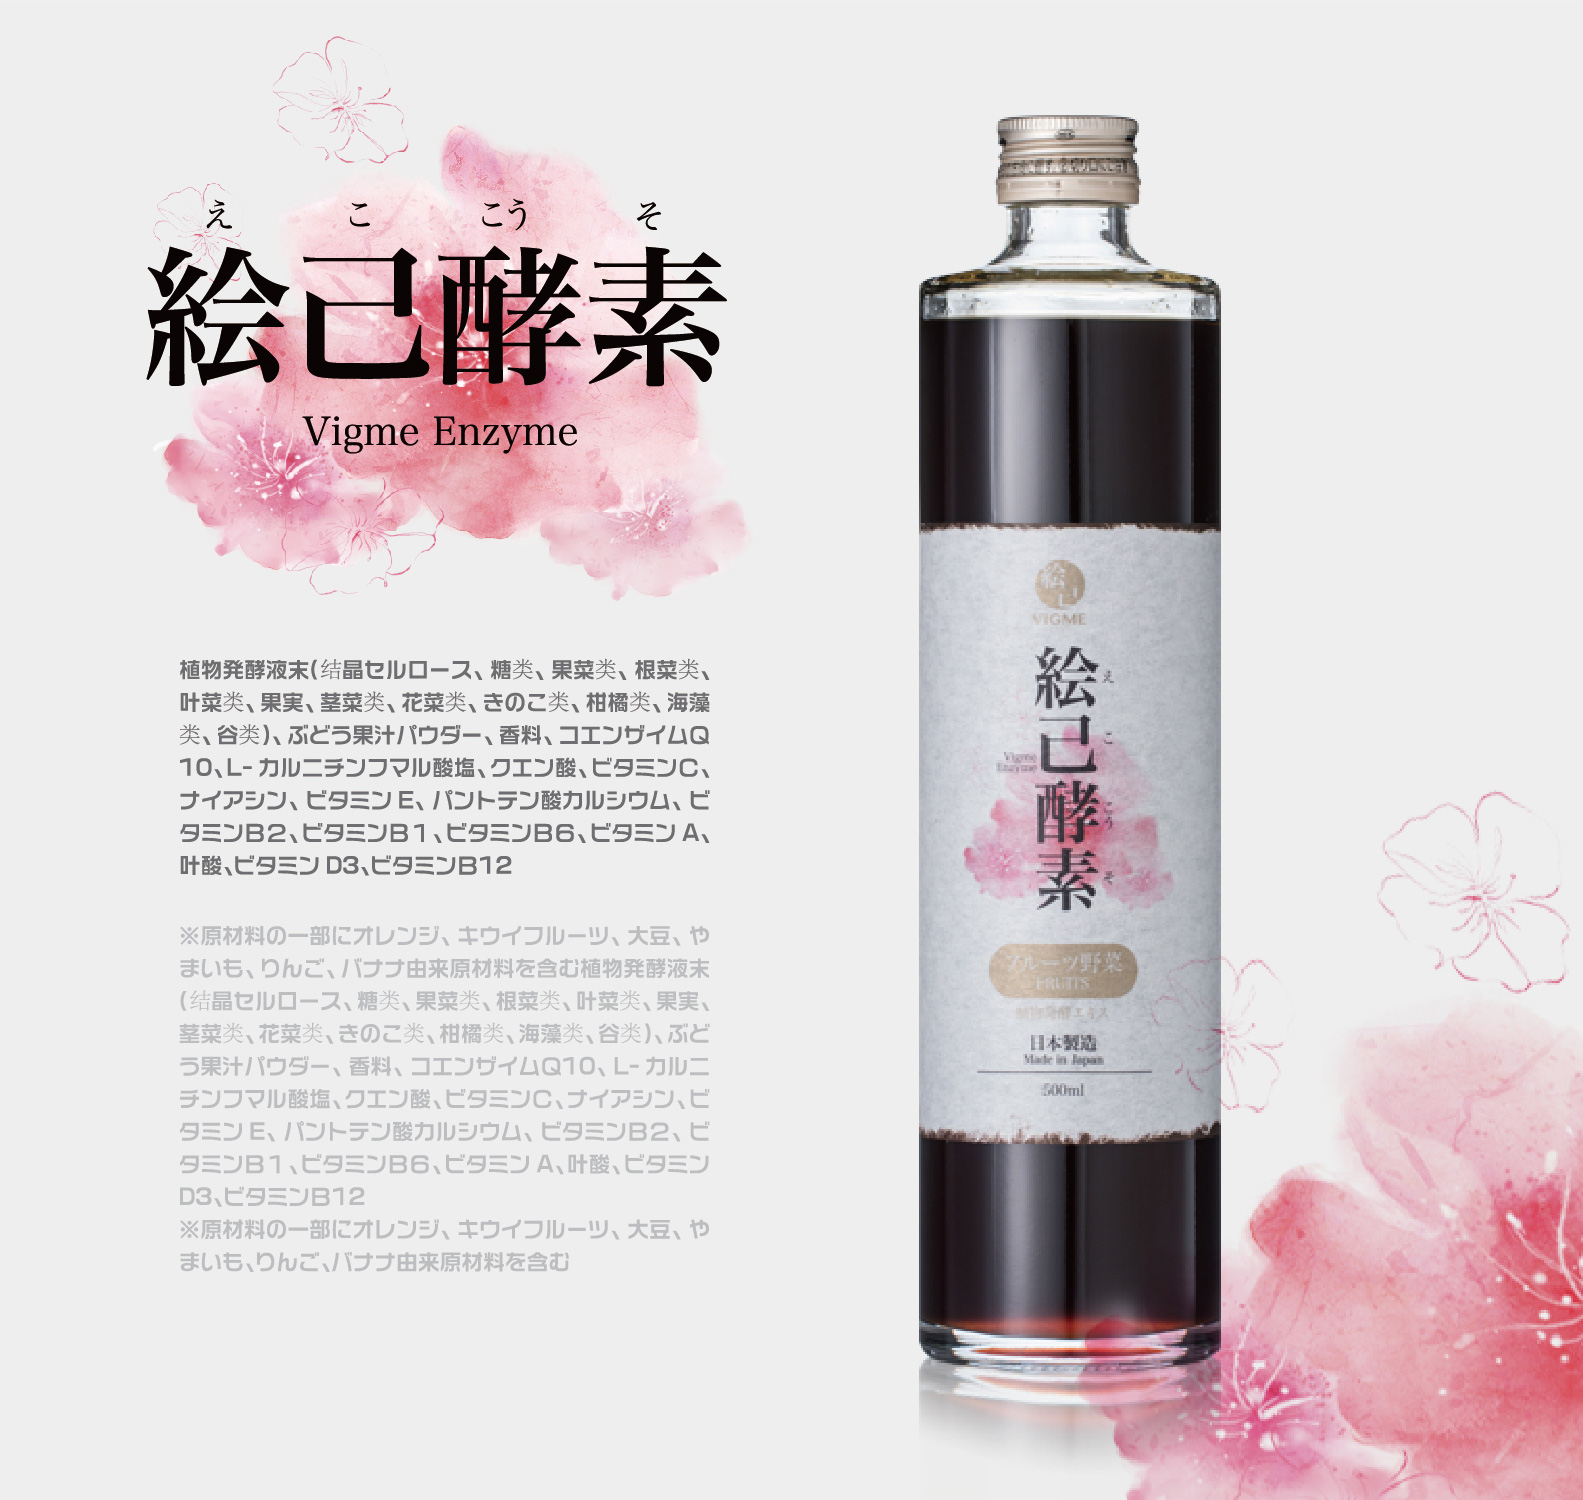 え こ こう そ
絵己酵素
Vigme Enzyme
植物発酵液末(结晶セルロース、糖类、果菜类、根菜类、
叶菜类、果実、茎菜类、花菜类、きのこ类、柑橘类、海藻
类、谷类)、ぶどう果汁パウダー、香料、コエンザイムQ
10、L-カルニチンフマル酸塩、クエン酸、ビタミンC、
ナイアシン、ビタミンE、パントテン酸カルシウム、ビ
タミンB2、ビタミンB1、ビタミンB6、ビタミンA、
叶酸、ビタミンD3、ビタミンB12
※原材料の一部にオレンジ、キウイフルーツ、大豆、や
まいも、りんご、バナナ由来原材料を含む植物発酵液末
(结晶セルロース、糖类、果菜类、根菜类、叶菜类、果実、
茎菜类、花菜类、きのこ类、柑橘类、海藻类、谷类)、ぶど
う果汁パウダー、香料、コエンザイムQ10、L-カルニ
チンフマル酸塩、クエン酸、ビタミンC、ナイアシン、ビ
タミンE、パントテン酸カルシウム、ビタミンB2、ビ
タミンB1、ビタミンB6、ビタミンA、叶酸、ビタミン
D3、ビタミンB12
※原材料の一部にオレンジ、キウイフルーツ、大豆、や
まいも、りんご、バナナ由来原材料を含む
VIGME
絵己酵素
え こ こう そ
Vigme
Enzyme
フルーツ野菜
FRUITS
植物発酵エキス
日本製造
Made in Japan
500ml